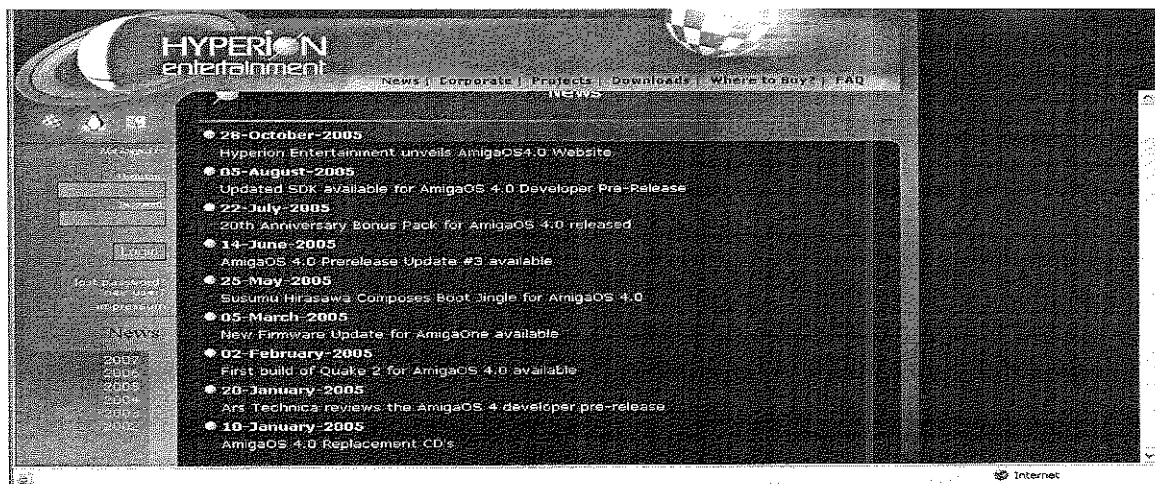 HYPERiON
entertainment
News | Corporate | Projects | Downloads | Where to Buy? | FAQ
News
28-October-2005
Hyperion Entertainment unveils AmigaOS4.0 Website
05-August-2005
Updated SDK available for AmigaOS 4.0 Developer Pre-Release
22-July-2005
20th Anniversary Bonus Pack for AmigaOS 4.0 released
14-June-2005
AmigaOS 4.0 Prerelease Update #3 available
25-May-2005
Susumu Hirasawa Composes Boot Jingle for AmigaOS 4.0
05-March-2005
New Firmware Update for AmigaOne available
02-February-2005
First build of Quake 2 for AmigaOS 4.0 available
20-January-2005
Ars Technica reviews the AmigaOS 4 developer pre-release
10-January-2005
AmigaOS 4.0 Replacement CD's
Login
lost password
new user
impressum
News
2007
2006
2005
2004
2003
2002
Internet